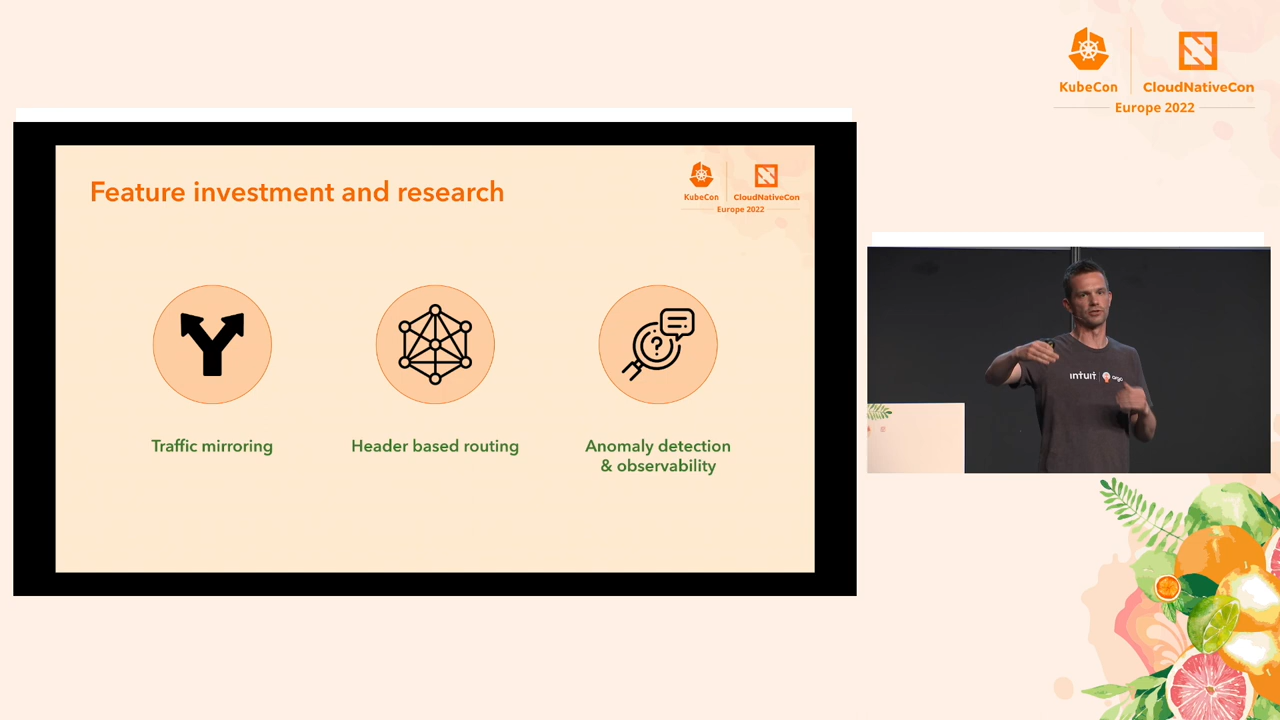 KubeCon
CloudNativeCon
Europe 2022
Feature investment and research
KubeCon
CloudNativeCon
Europe 2022
Traffic mirroring
Header based routing
Anomaly detection
& observability
intuit argo